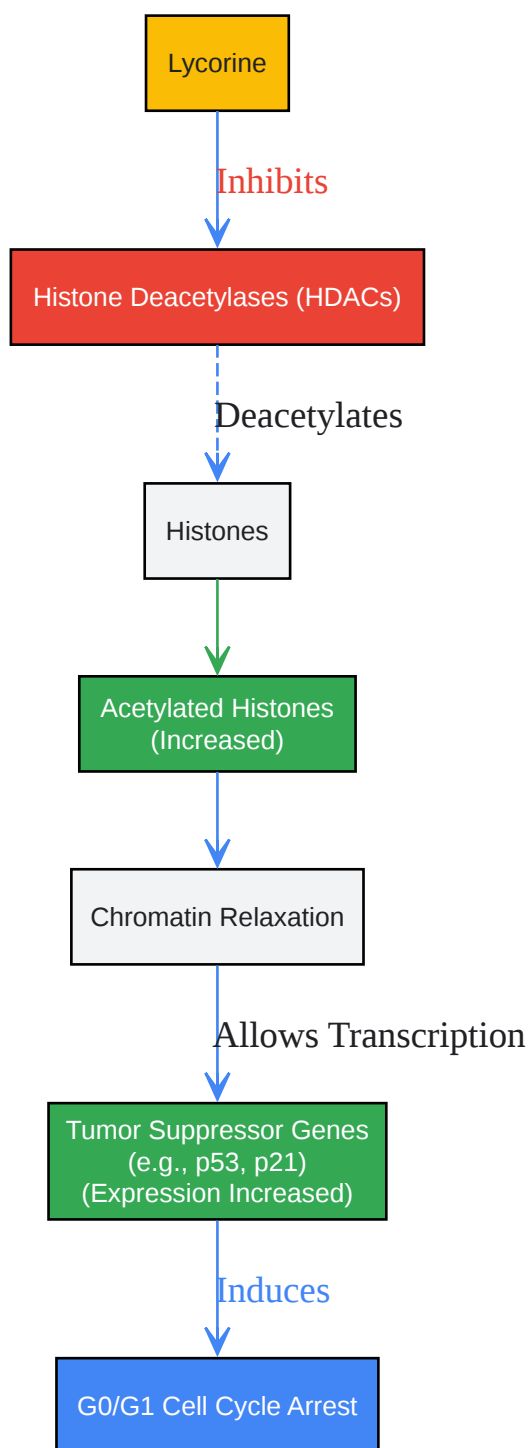 Lycorine
Inhibits
Histone Deacetylases (HDACs)
Deacetylates
Histones
Acetylated Histones
(Increased)
Chromatin Relaxation
Allows Transcription
Tumor Suppressor Genes
(e.g., p53, p21)
(Expression Increased)
Induces
G0/G1 Cell Cycle Arrest